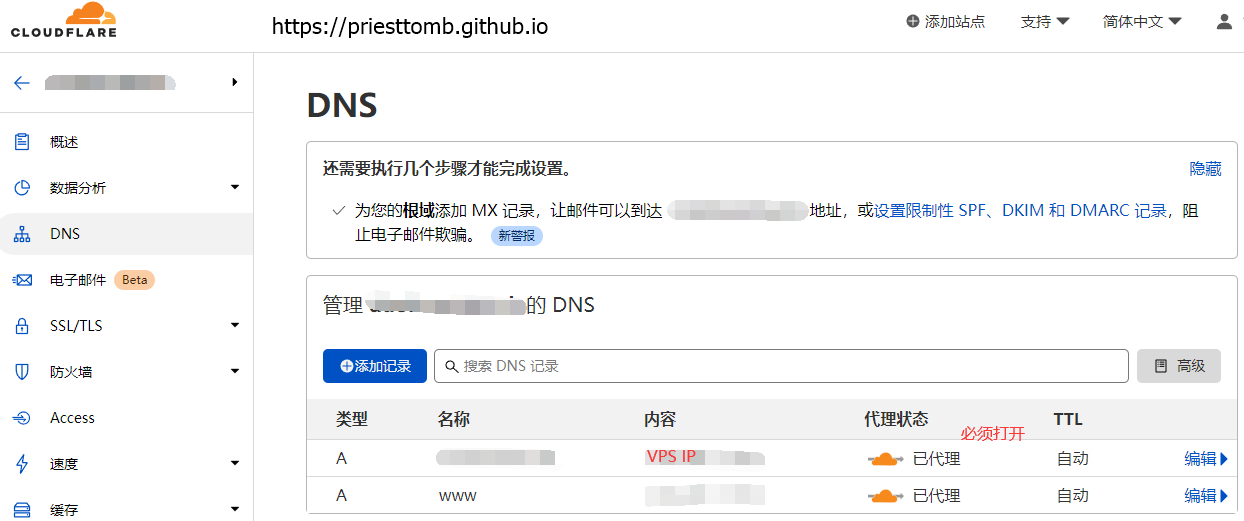 CLOUDFLARE
https://priesttomb.github.io
添加站点
支持
简体中文
DNS
还需要执行几个步骤才能完成设置。
隐藏
为您的根域添加 MX 记录，让邮件可以到达 地址，或设置限制性 SPF、DKIM 和 DMARC 记录，阻
止电子邮件欺骗。 新警报
概述
数据分析
DNS
电子邮件 Beta
SSL/TLS
防火墙
Access
速度
缓存
管理 的 DNS
添加记录
搜索 DNS 记录
高级
类型 名称 内容 代理状态 TTL
必须打开
A VPS IP 已代理 自动 编辑
A www 已代理 自动 编辑